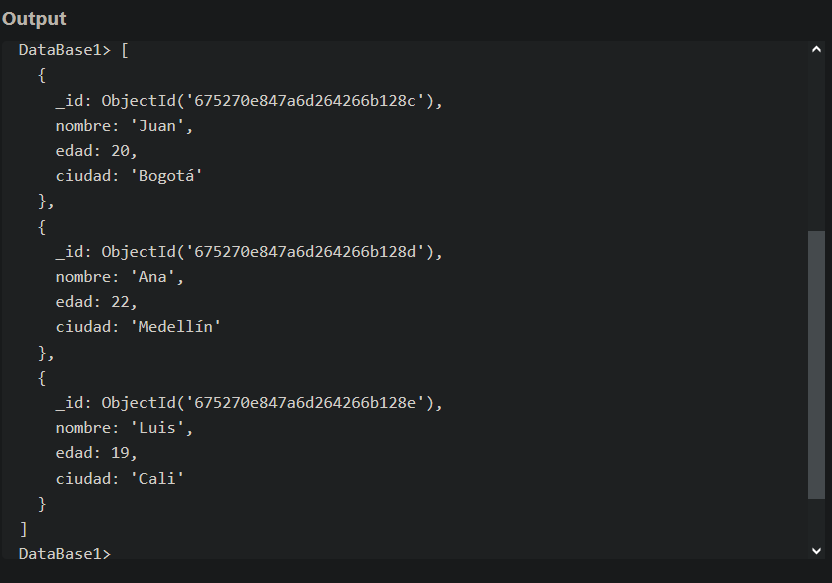 Output
DataBase1> [
  {
    _id: ObjectId('675270e847a6d264266b128c'),
    nombre: 'Juan',
    edad: 20,
    ciudad: 'Bogotá'
  },
  {
    _id: ObjectId('675270e847a6d264266b128d'),
    nombre: 'Ana',
    edad: 22,
    ciudad: 'Medellín'
  },
  {
    _id: ObjectId('675270e847a6d264266b128e'),
    nombre: 'Luis',
    edad: 19,
    ciudad: 'Cali'
  }
]
DataBase1>